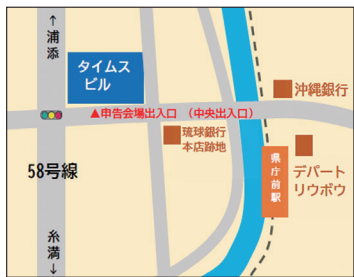 ↑
浦添
タイムス
ビル
沖縄銀行
▲申告会場出入口 (中央出入口)
琉球銀行
本店跡地
県庁前駅
デパート
リウボウ
58号線
糸満
↓